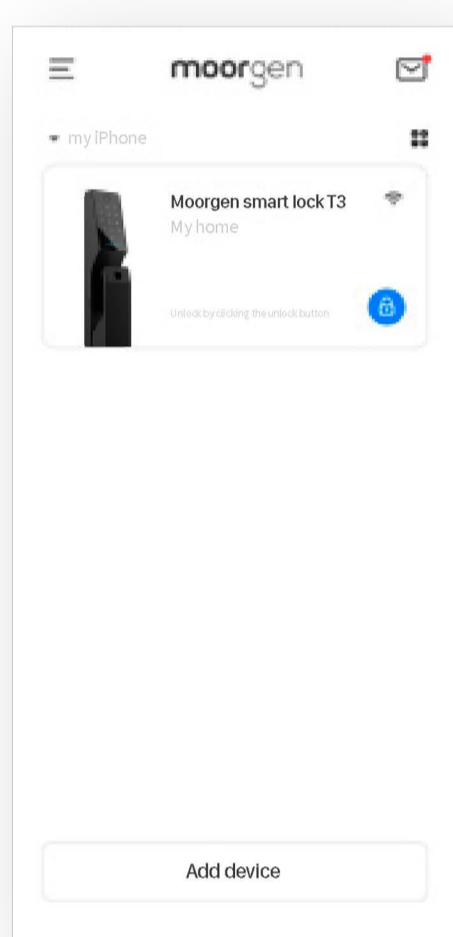 moorgen
my iPhone
Moorgen smart lock T3
My home
Unlock by clicking the unlock button
Add device